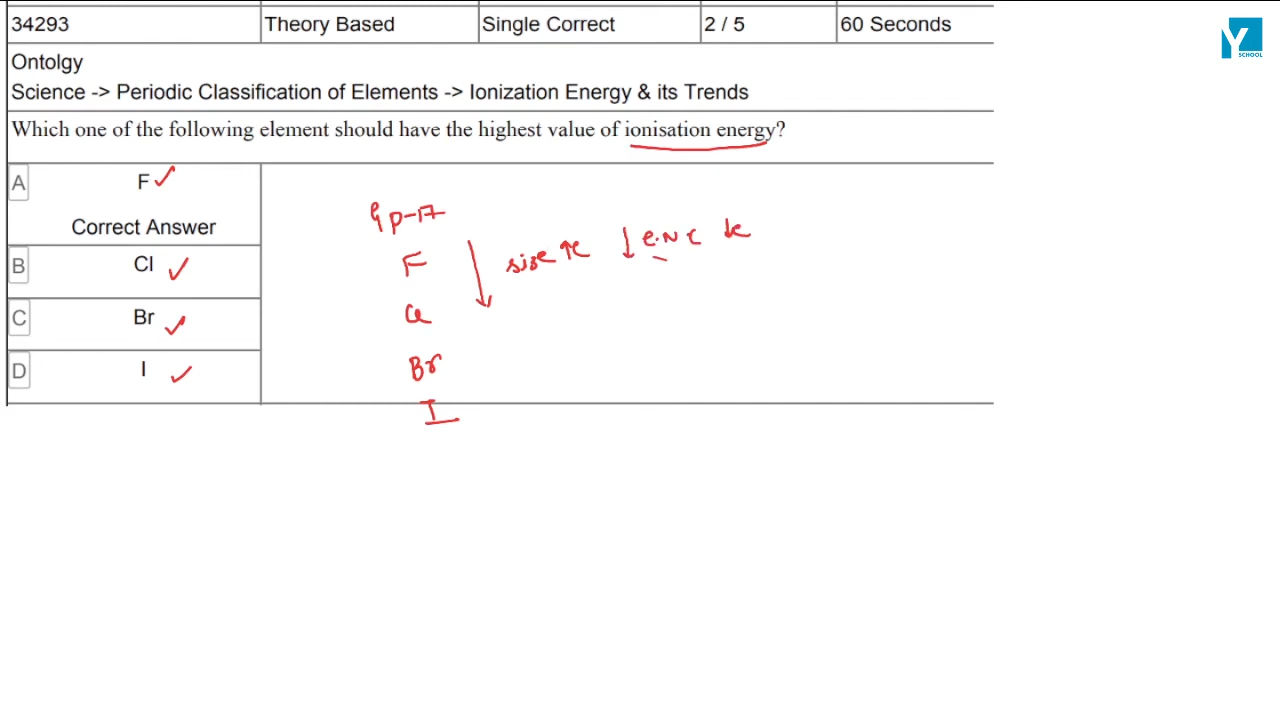 34293 Theory Based Single Correct 2 / 5 60 Seconds
Y SCHOOL
Ontolgy
Science -> Periodic Classification of Elements -> Ionization Energy & its Trends
Which one of the following element should have the highest value of ionisation energy?
A F
Correct Answer
B Cl
C Br
D I
Gp-17
F
size ↓ ENC
Cl
Br
I